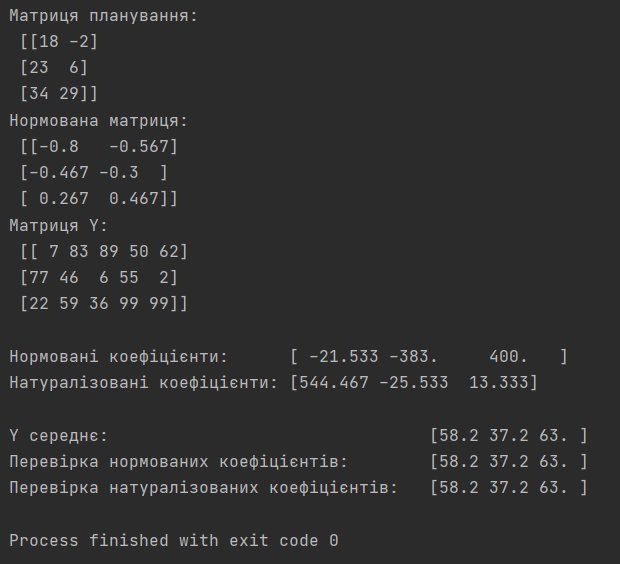 Матриця планування:
 [[18 -2]
 [23  6]
 [34 29]]
Нормована матриця:
 [[-0.8   -0.567]
 [-0.467 -0.3  ]
 [ 0.267  0.467]]
Матриця Y:
 [[ 7 83 89 50 62]
 [77 46  6 55  2]
 [22 59 36 99 99]]
Нормовані коефіцієнти:      [ -21.533 -383.     400.   ]
Натуралізовані коефіцієнти: [544.467 -25.533  13.333]
Y середнє:                                [58.2 37.2 63. ]
Перевірка нормованих коефіцієнтів:        [58.2 37.2 63. ]
Перевірка натуралізованих коефіцієнтів:   [58.2 37.2 63. ]
Process finished with exit code 0